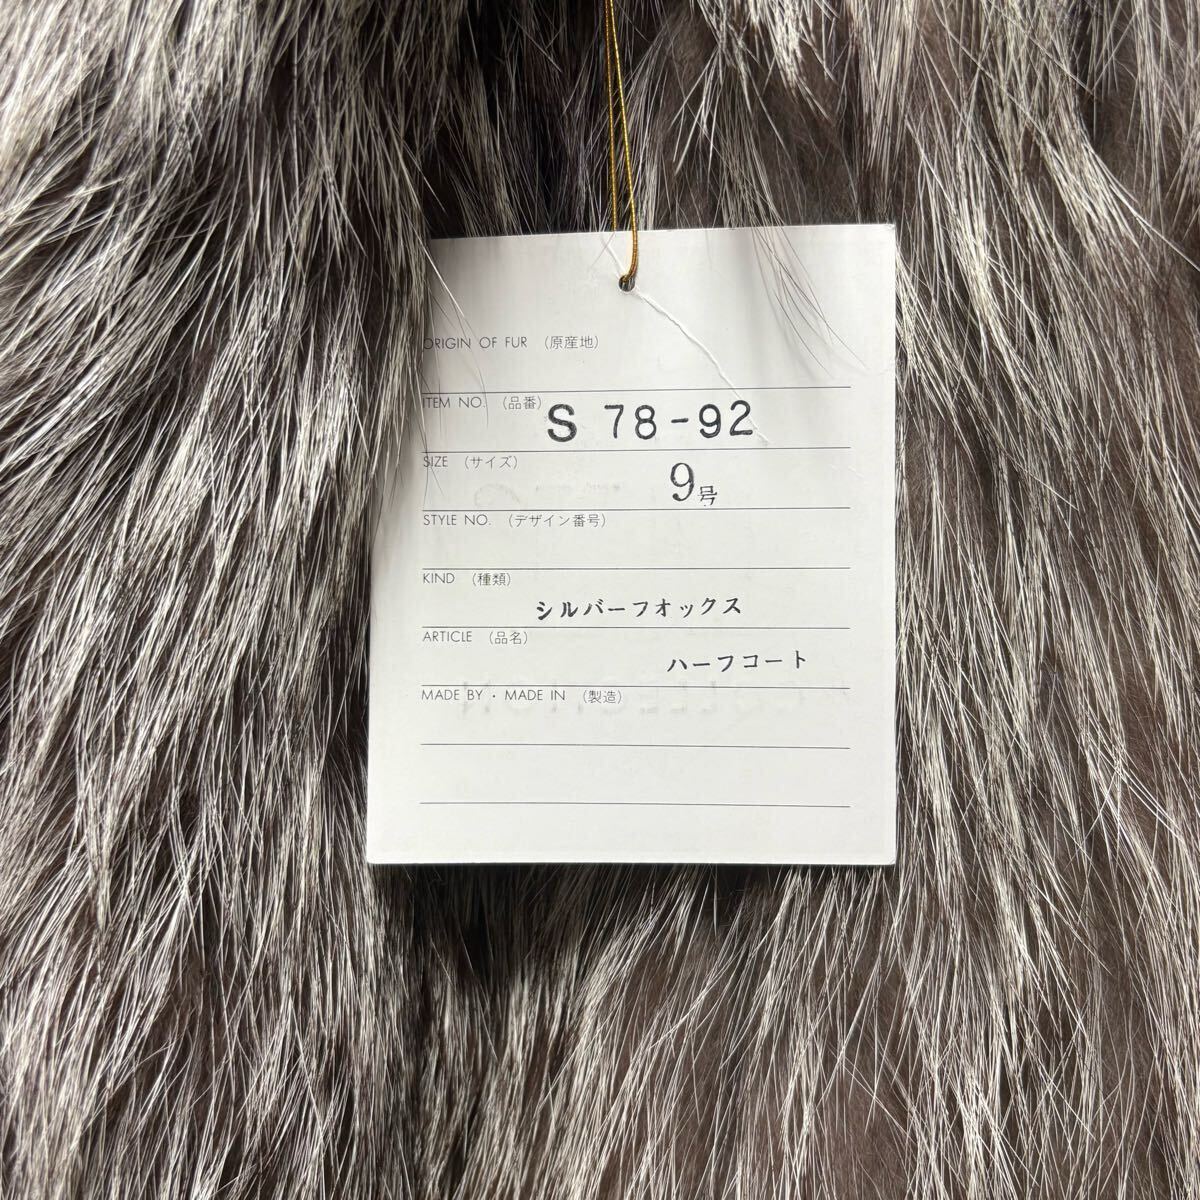 ORIGIN OF FUR （原産地）
ITEM NO. （品番） S 78-92
SIZE （サイズ） 9号
STYLE NO. （デザイン番号）
KIND （種類）
シルバーフオックス
ARTICLE （品名）
ハーフコート
MADE BY・MADE IN （製造）